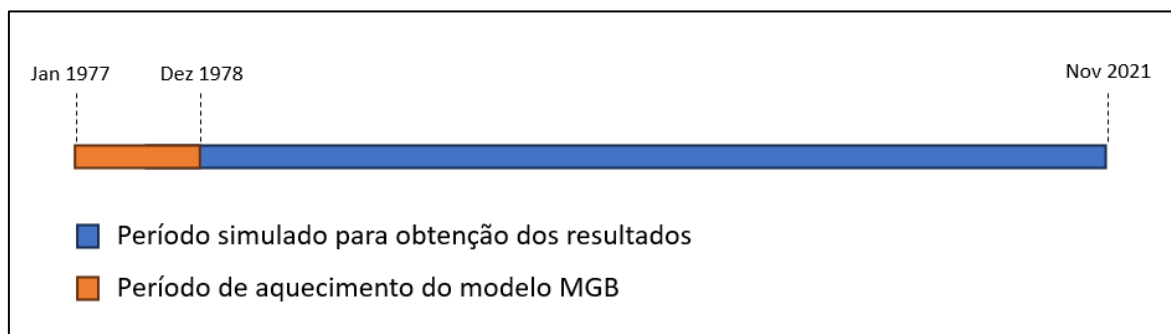 Jan 1977
Dez 1978
Nov 2021
Período simulado para obtenção dos resultados
Período de aquecimento do modelo MGB